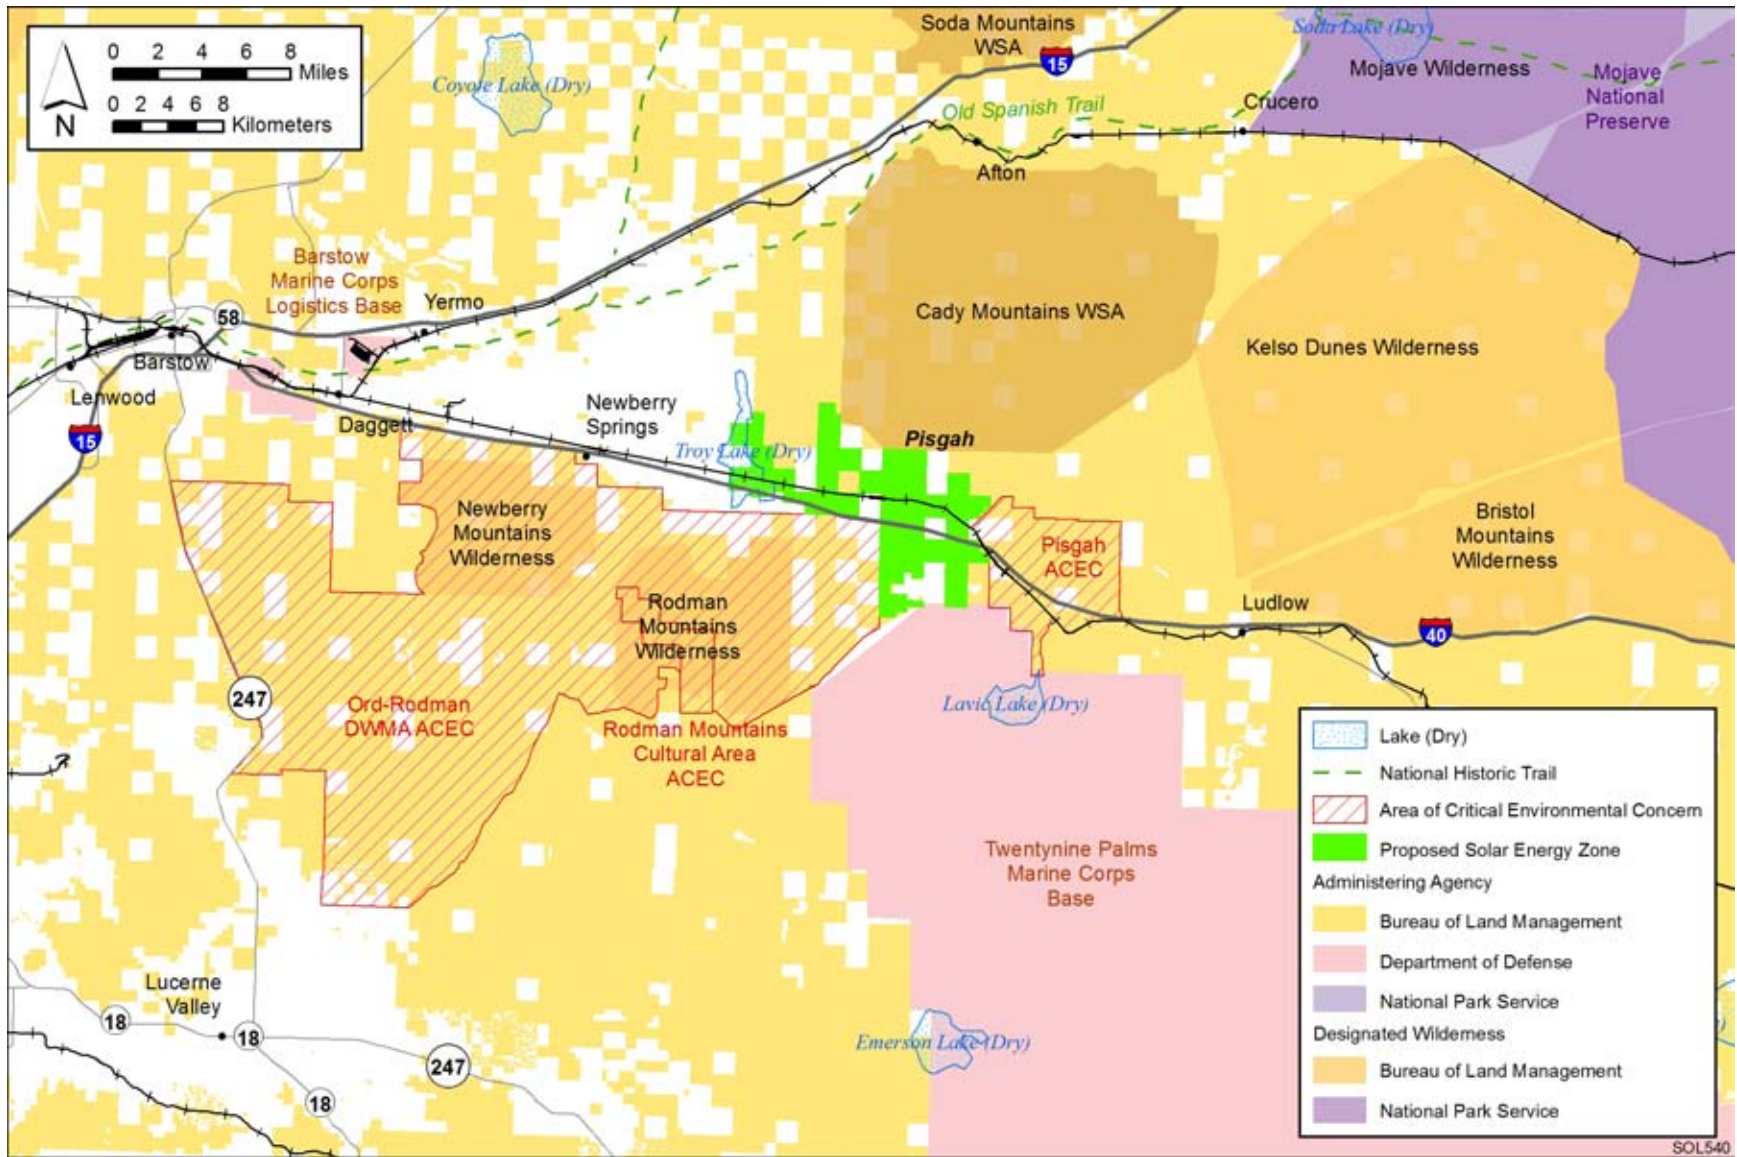 0 2 4 6 8
Miles
0 2 4 6 8
Kilometers
N
Coyote Lake (Dry)
Soda Mountains
WSA
15
Soda Lake (Dry)
Mojave Wilderness
Mojave
National
Preserve
Old Spanish Trail
Crucero
Afton
Barstow
Marine Corps
Logistics Base
Yermo
58
Cady Mountains WSA
Kelso Dunes Wilderness
Barstow
Lenwood
15
Daggett
Newberry
Springs
Troy Lake (Dry)
Pisgah
Newberry
Mountains
Wilderness
Bristol
Mountains
Wilderness
Pisgah
ACEC
Rodman
Mountains
Wilderness
Ludlow
40
247
Ord-Rodman
DWMA ACEC
Rodman Mountains
Cultural Area
ACEC
Lavic Lake (Dry)
Twentynine Palms
Marine Corps
Base
Lucerne
Valley
18
18
247
18
Emerson Lake (Dry)
Lake (Dry)
National Historic Trail
Area of Critical Environmental Concern
Proposed Solar Energy Zone
Administering Agency
Bureau of Land Management
Department of Defense
National Park Service
Designated Wilderness
Bureau of Land Management
National Park Service
SOL540